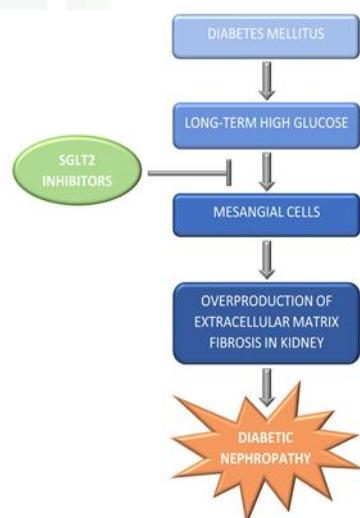 DIABETES MELLITUS
LONG-TERM HIGH GLUCOSE
SGLT2
INHIBITORS
MESANGIAL CELLS
OVERPRODUCTION OF
EXTRACELLULAR MATRIX
FIBROSIS IN KIDNEY
DIABETIC
NEPHROPATHY